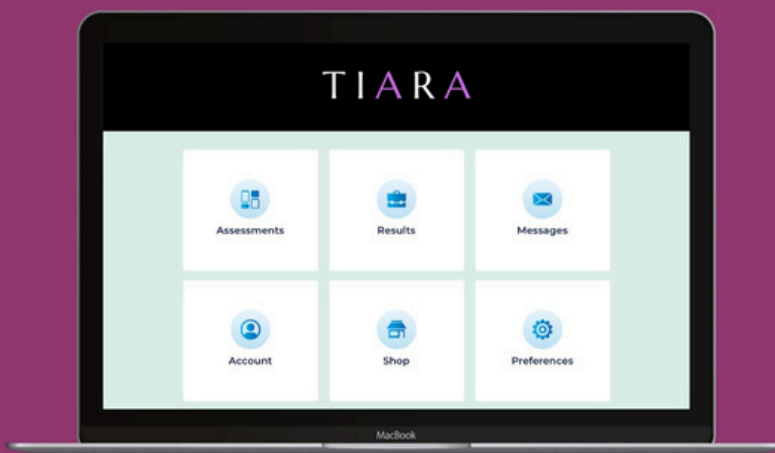 TIARA
Assessments
Results
Messages
Account
Shop
Preferences
MacBook